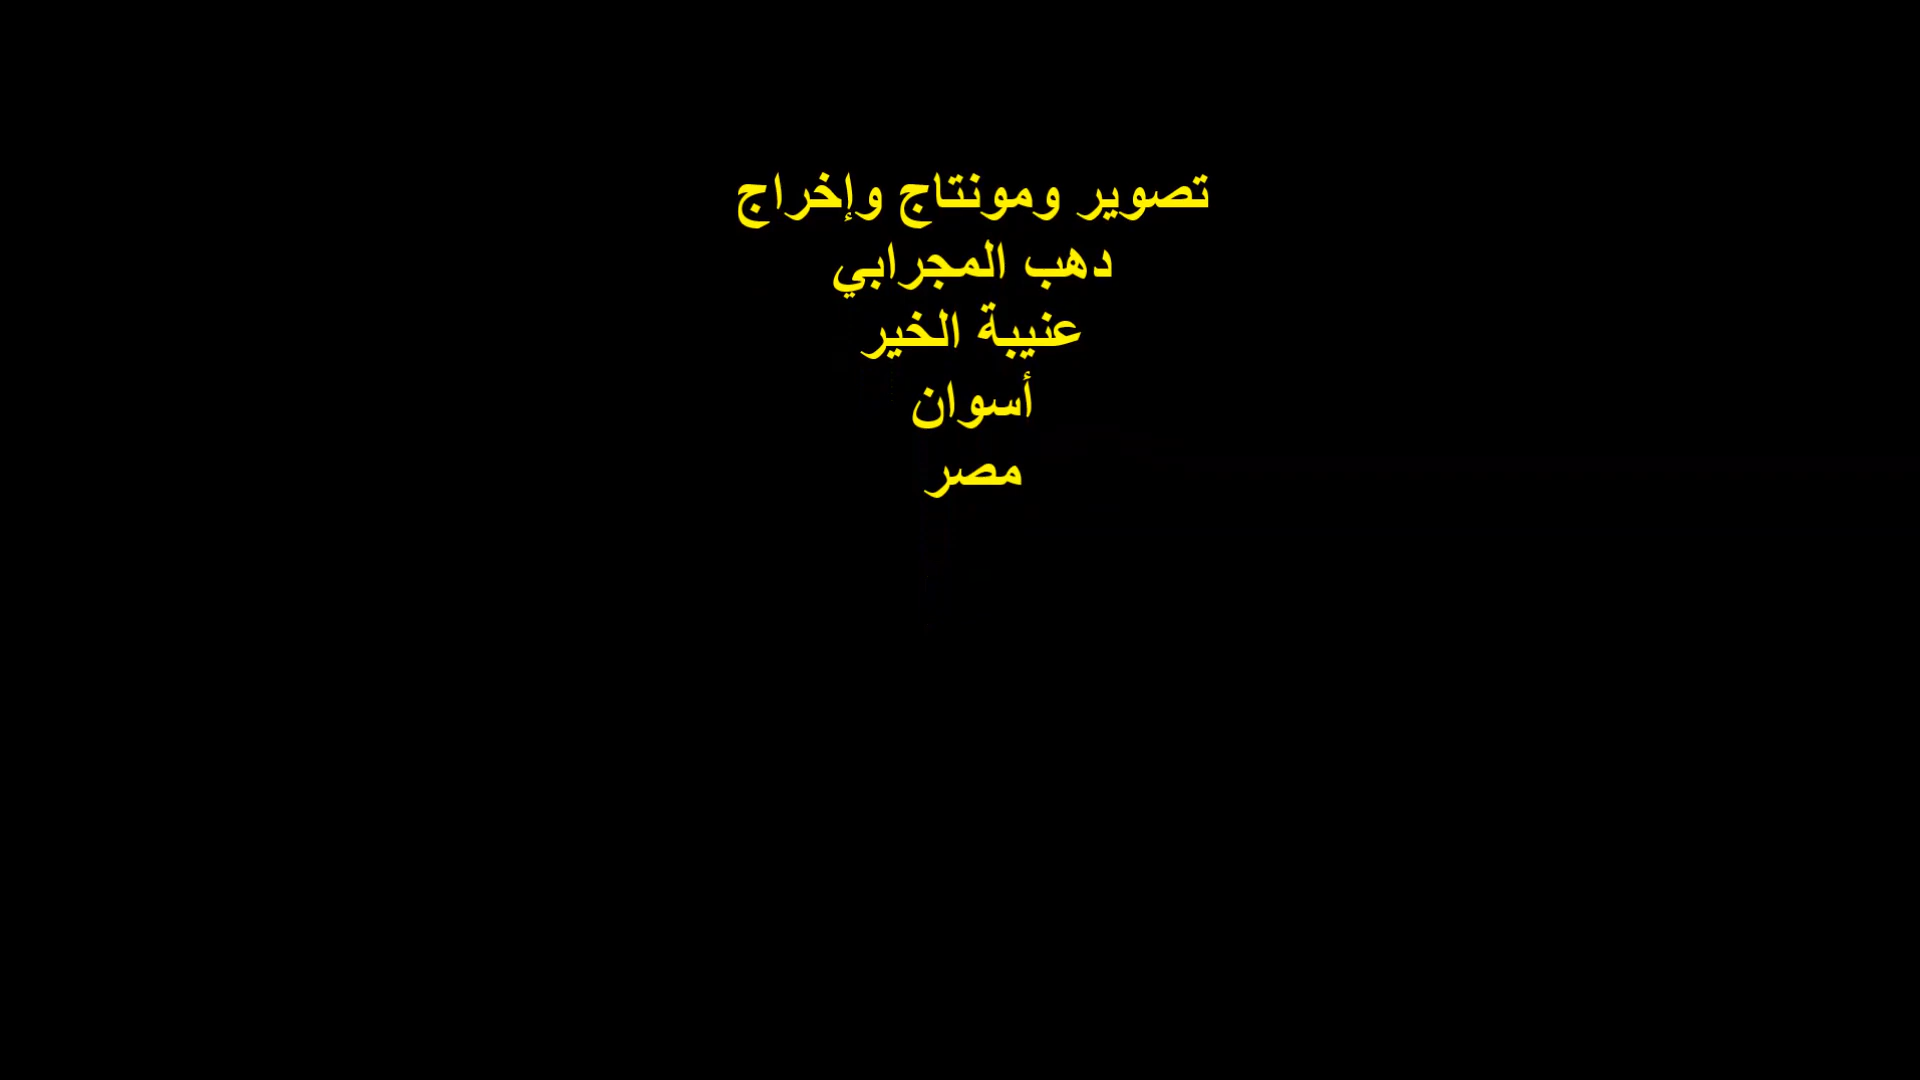 تصوير ومونتاج وإخراج
دهب المجرابي
عنيبة الخير
أسوان
مصر